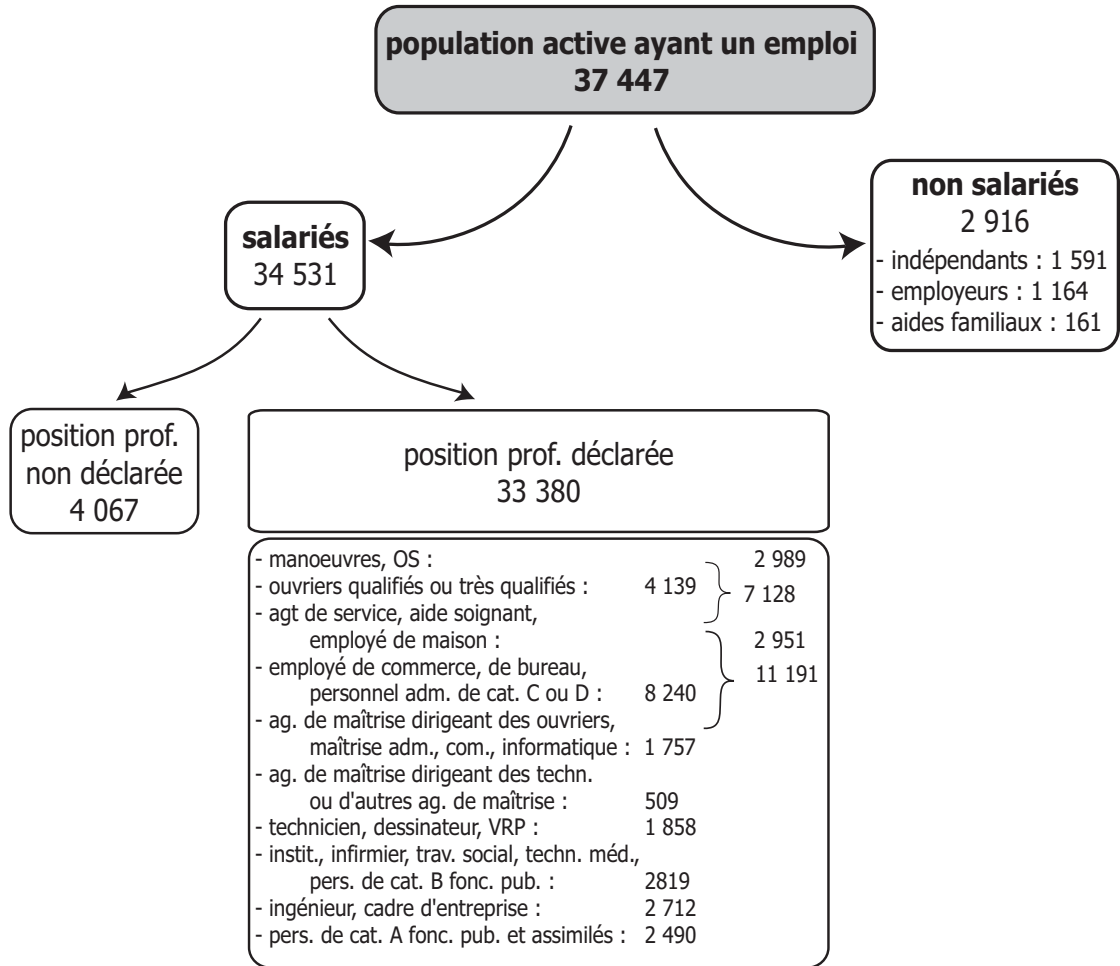 population active ayant un emploi
37 447
non salariés
2 916
- indépendants : 1 591
- employeurs : 1 164
- aides familiaux : 161
salariés
34 531
position prof.
non déclarée
4 067
position prof. déclarée
33 380
- manoeuvres, OS : 2 989
- ouvriers qualifiés ou très qualifiés : 4 139 7 128
- agt de service, aide soignant,
employé de maison : 2 951
- employé de commerce, de bureau, 11 191
personnel adm. de cat. C ou D : 8 240
- ag. de maîtrise dirigeant des ouvriers,
maîtrise adm., com., informatique : 1 757
- ag. de maîtrise dirigeant des techn.
ou d'autres ag. de maîtrise : 509
- technicien, dessinateur, VRP : 1 858
- instit., infirmier, trav. social, techn. méd.,
pers. de cat. B fonc. pub. : 2819
- ingénieur, cadre d'entreprise : 2 712
- pers. de cat. A fonc. pub. et assimilés : 2 490